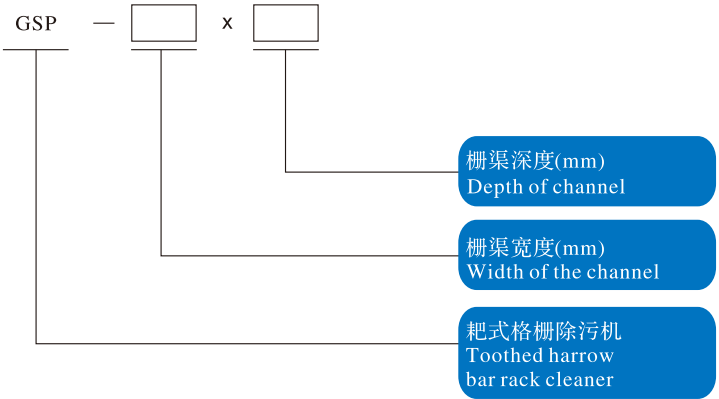 GSP — x
栅渠深度(mm)
Depth of channel
栅渠宽度(mm)
Width of the channel
耙式格栅除污机
Toothed harrow
bar rack cleaner